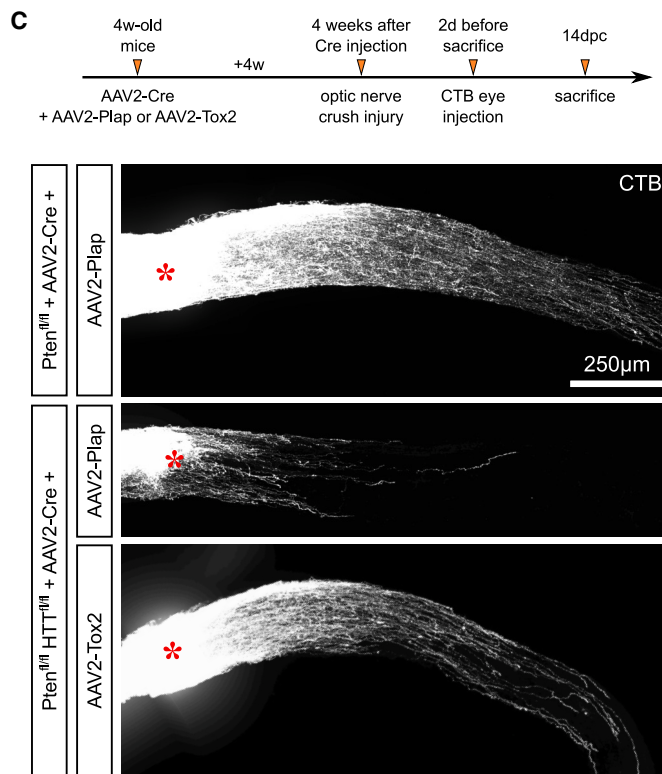 C
4w-old
mice
+4w
4 weeks after
Cre injection
2d before
sacrifice
14dpc
AAV2-Cre
+ AAV2-Plap or AAV2-Tox2
optic nerve
crush injury
CTB eye
injection
sacrifice
Pten^fl/fl + AAV2-Cre +
AAV2-Plap
CTB
*
250µm
Pten^fl/fl HTT^fl/fl + AAV2-Cre +
AAV2-Plap
*
AAV2-Tox2
*